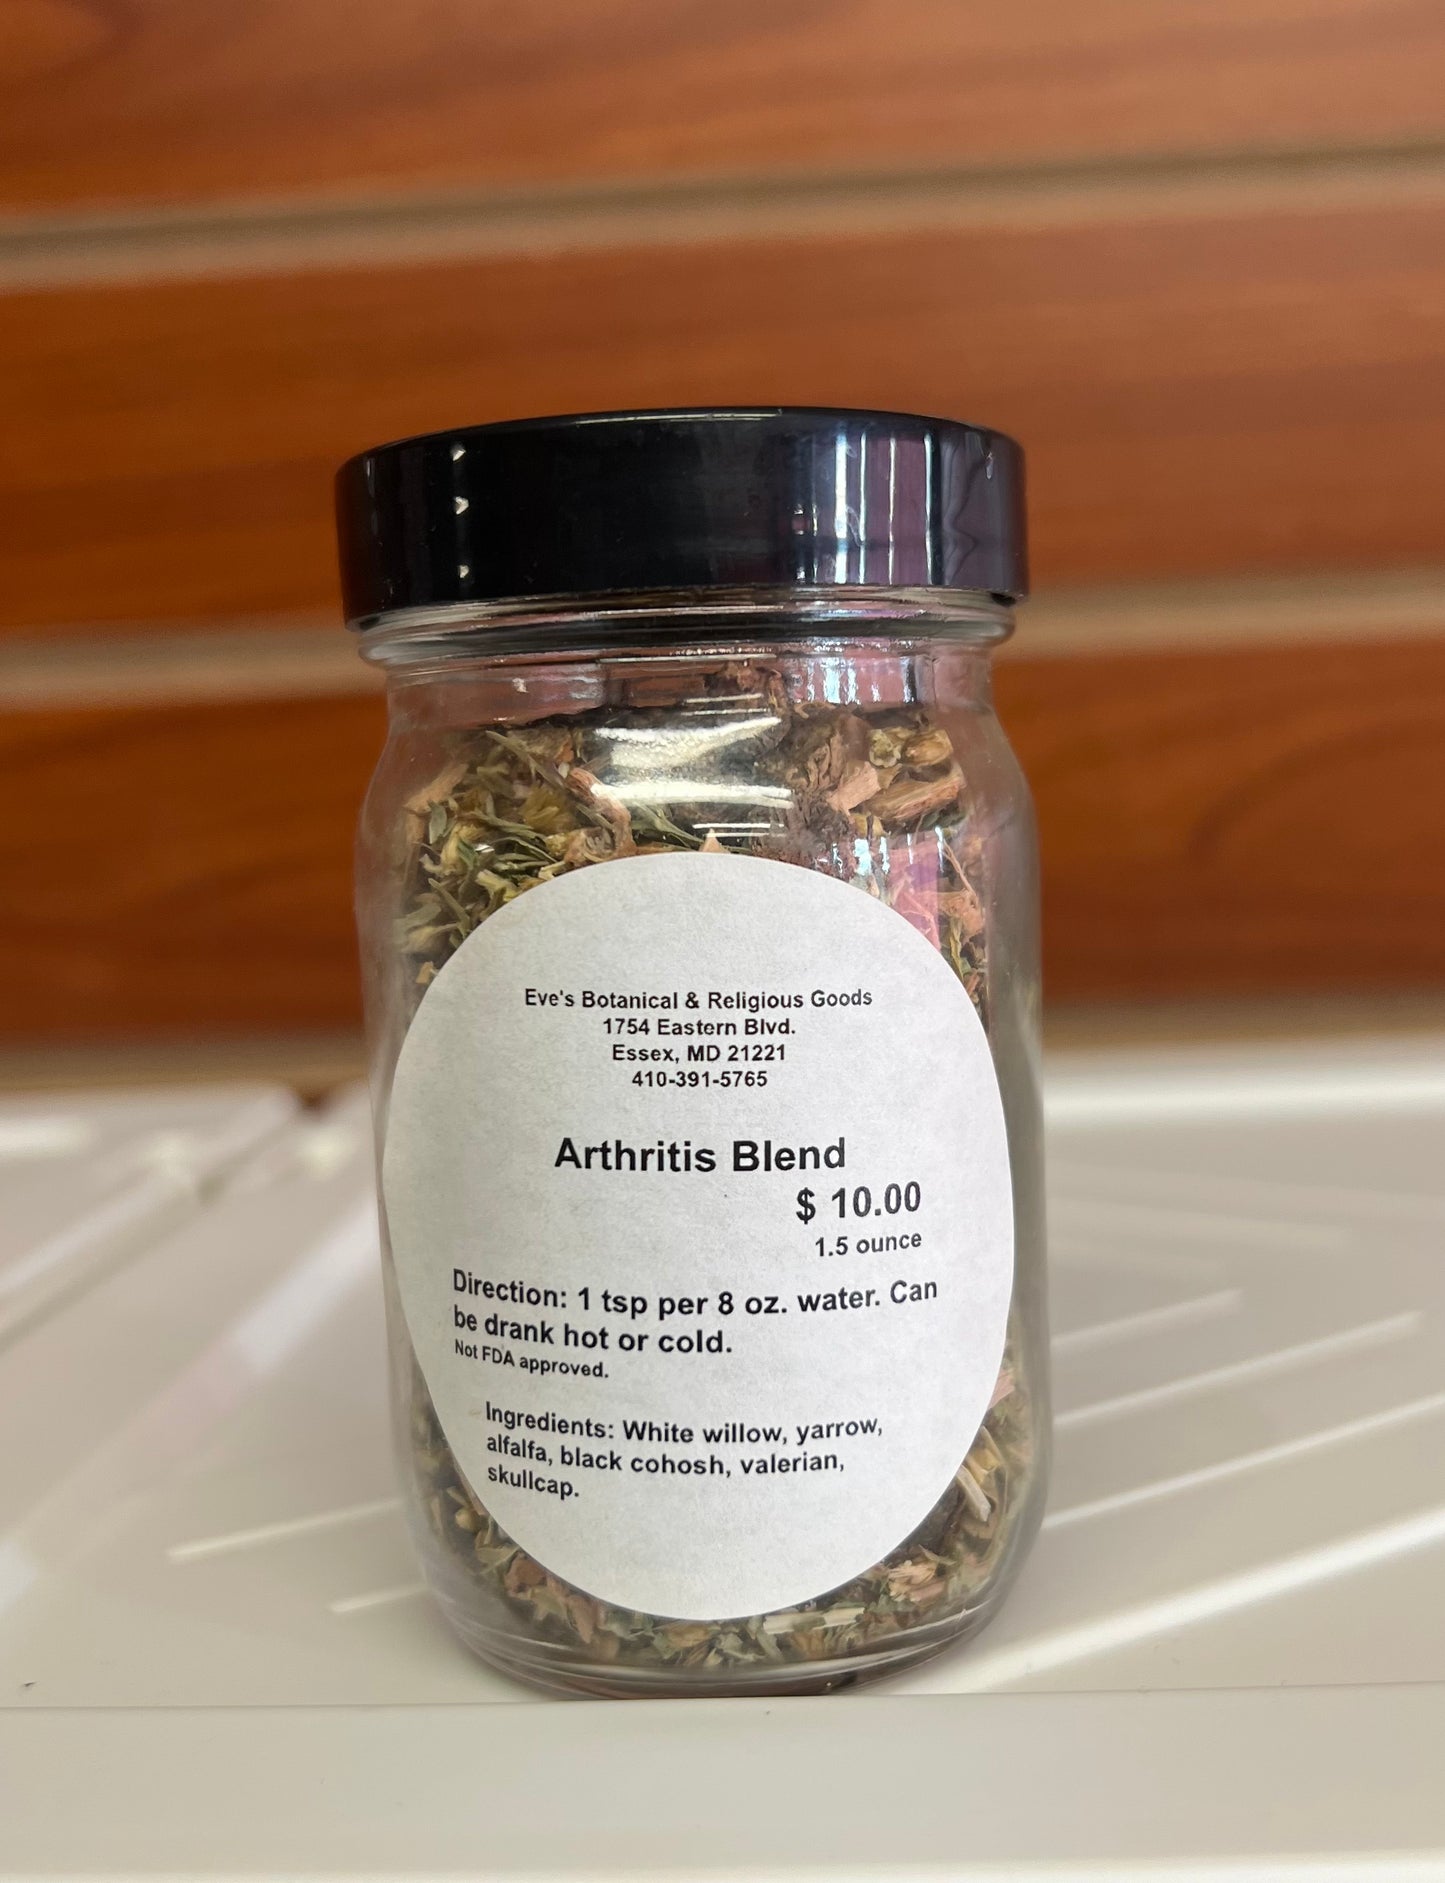 Eve's Botanical & Religious Goods
1754 Eastern Blvd.
Essex, MD 21221
410-391-5765
Arthritis Blend
$ 10.00
1.5 ounce
Direction: 1 tsp per 8 oz. water. Can
be drank hot or cold.
Not FDA approved.
Ingredients: White willow, yarrow,
alfalfa, black cohosh, valerian,
skullcap.